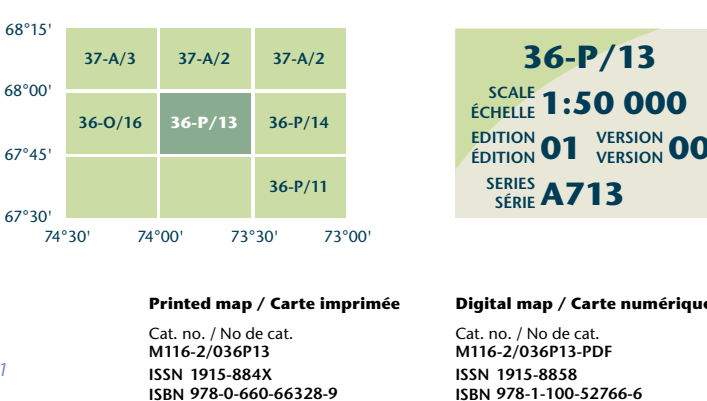 68°15'
37-A/3 37-A/2 37-A/2
68°00'
36-O/16 36-P/13 36-P/14
67°45'
36-P/11
67°30'
74°30' 74°00' 73°30' 73°00'
36-P/13
SCALE
ÉCHELLE 1:50 000
EDITION
ÉDITION 01 VERSION
VERSION 00
SERIES
SÉRIE A713
Printed map / Carte imprimée
Cat. no. / No de cat.
M116-2/036P13
ISSN 1915-884X
ISBN 978-0-660-66328-9
Digital map / Carte numérique
Cat. no. / No de cat.
M116-2/036P13-PDF
ISSN 1915-8858
ISBN 978-1-100-52766-6
1